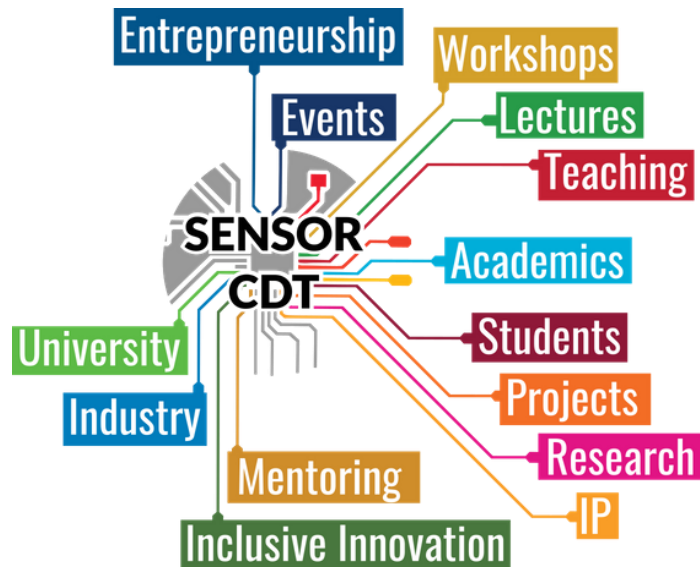 Entrepreneurship
Workshops
Events
Lectures
Teaching
SENSOR
CDT
Academics
University
Students
Industry
Projects
Mentoring
Research
IP
Inclusive Innovation